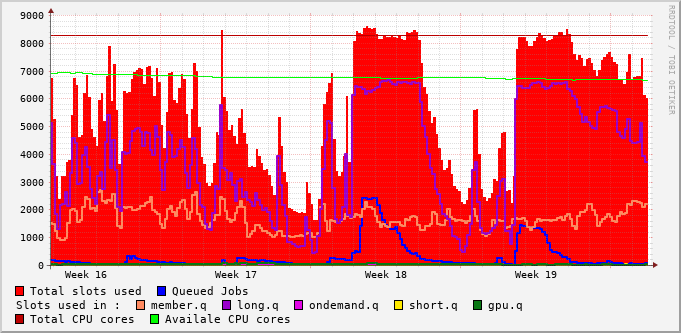 9000
8000
7000
6000
5000
4000
3000
2000
1000
0
Week 16 Week 17 Week 18 Week 19
RRDTOOL / TOBI OETIKER
Total slots used Queued Jobs
Slots used in : member.q long.q ondemand.q short.q gpu.q
Total CPU cores Availale CPU cores